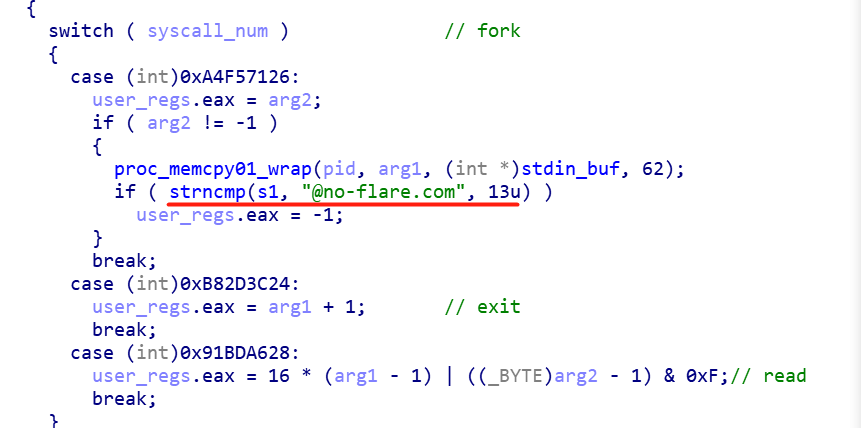 {
switch ( syscall_num ) // fork
{
case (int)0xA4F57126:
user_regs.eax = arg2;
if ( arg2 != -1 )
{
proc_memcpy01_wrap(pid, arg1, (int *)stdin_buf, 62);
if ( strncmp(s1, "@no-flare.com", 13u) )
user_regs.eax = -1;
}
break;
case (int)0xB82D3C24:
user_regs.eax = arg1 + 1; // exit
break;
case (int)0x91BDA628:
user_regs.eax = 16 * (arg1 - 1) | ((_BYTE)arg2 - 1) & 0xF;// read
break;
}